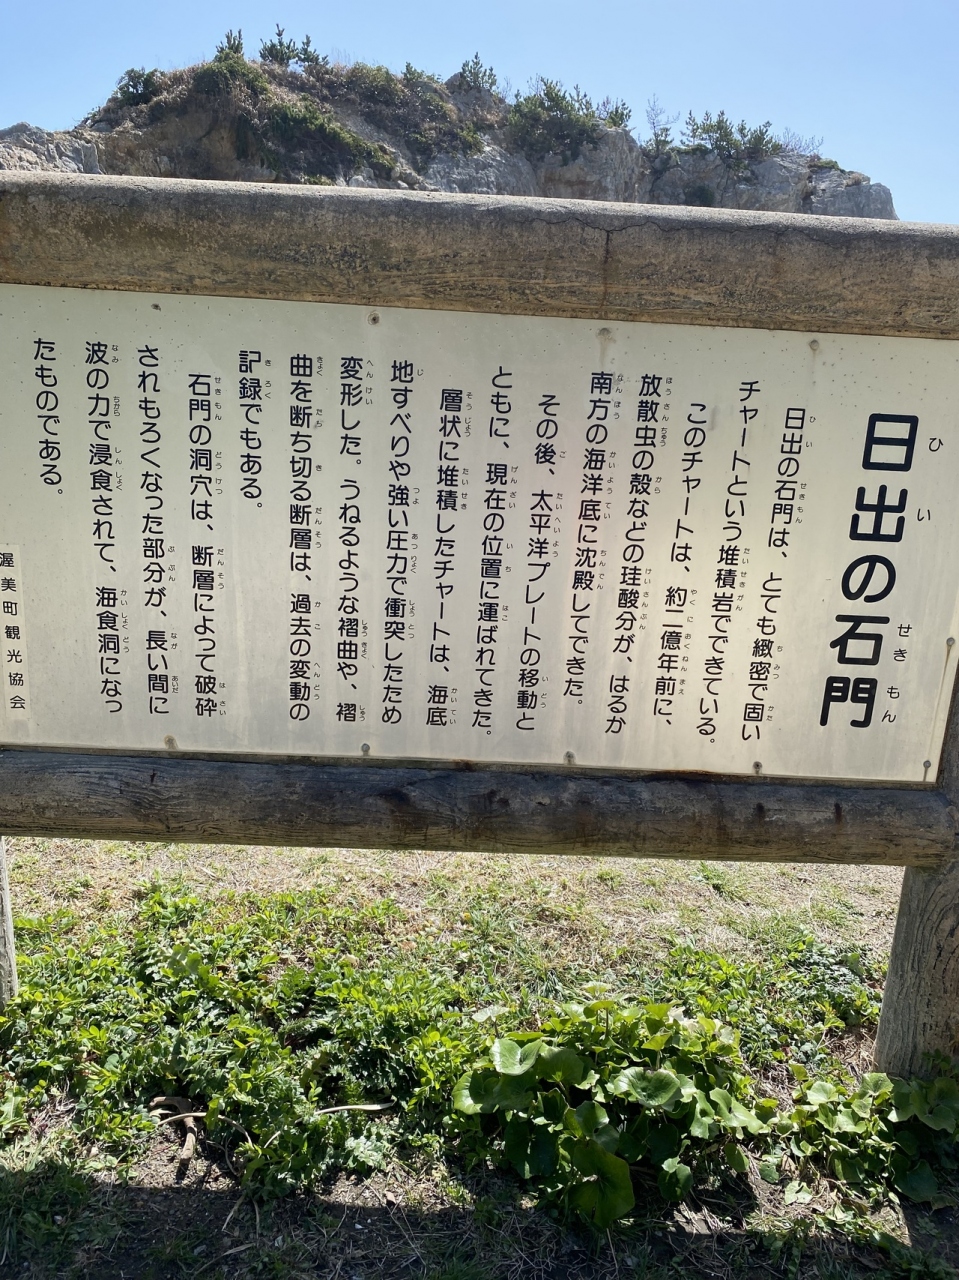 日出の石門
日出の石門は、とても緻密で固い
チャートという堆積岩でできている。
このチャートは、約二億年前に、
放散虫の殻などの珪酸分が、はるか
南方の海洋底に沈殿してできた。
その後、太平洋プレートの移動と
ともに、現在の位置に運ばれてきた。
層状に堆積したチャートは、海底
地すべりや強い圧力で衝突したため
変形した。うねるような褶曲や、褶
曲を断ち切る断層は、過去の変動の
記録でもある。
石門の洞穴は、断層によって破砕
されもろくなった部分が、長い間に
波の力で浸食されて、海食洞になっ
たものである。
渥美町観光協会